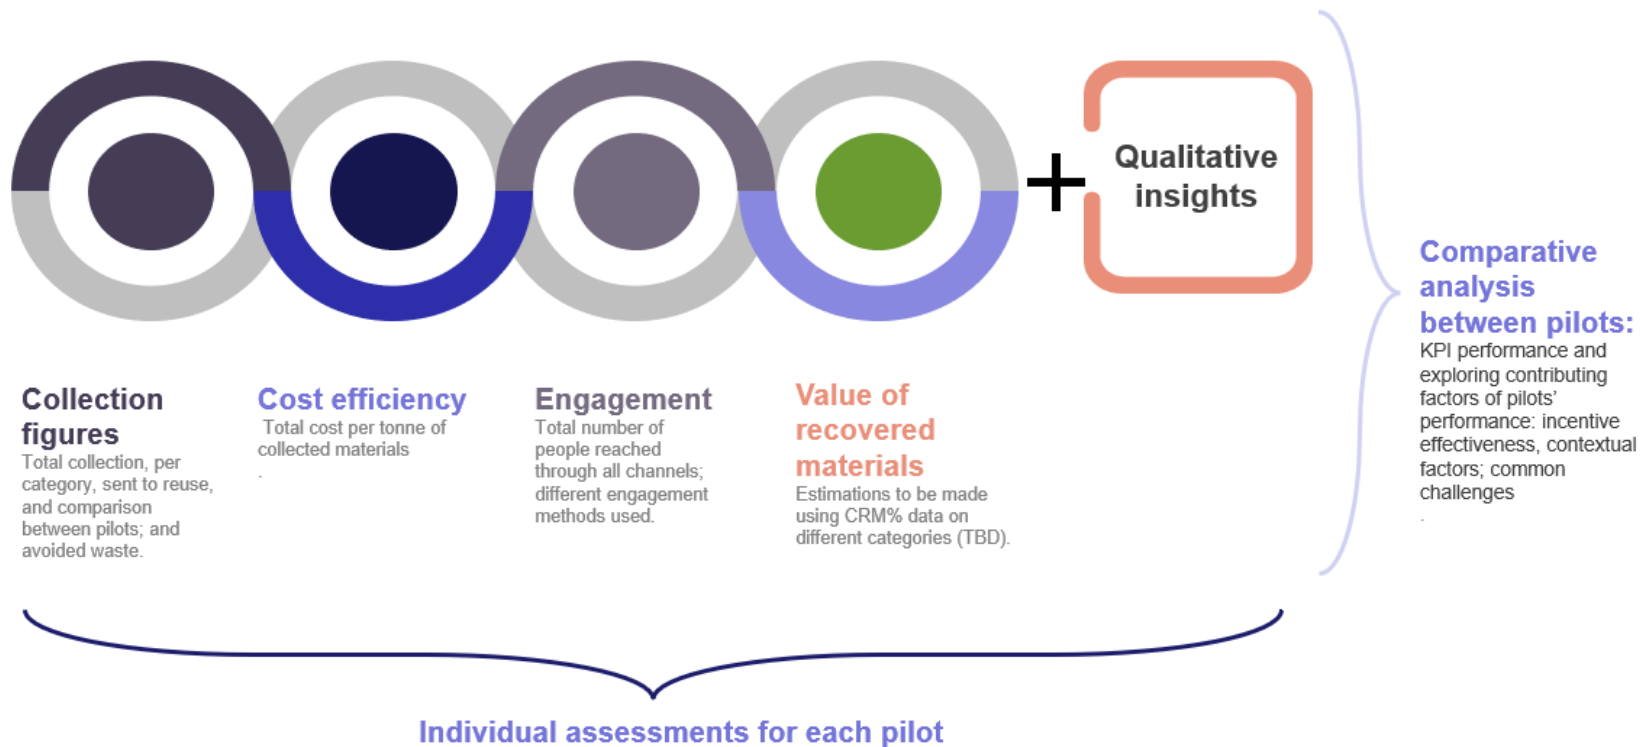 Qualitative
insights
Collection
figures
Total collection, per
category, sent to reuse,
and comparison
between pilots; and
avoided waste.
Cost efficiency
Total cost per tonne of
collected materials
.
Engagement
Total number of
people reached
through all channels;
different engagement
methods used.
Value of
recovered
materials
Estimations to be made
using CRM% data on
different categories (TBD).
Comparative
analysis
between pilots:
KPI performance and
exploring contributing
factors of pilots’
performance: incentive
effectiveness, contextual
factors; common
challenges
.
Individual assessments for each pilot